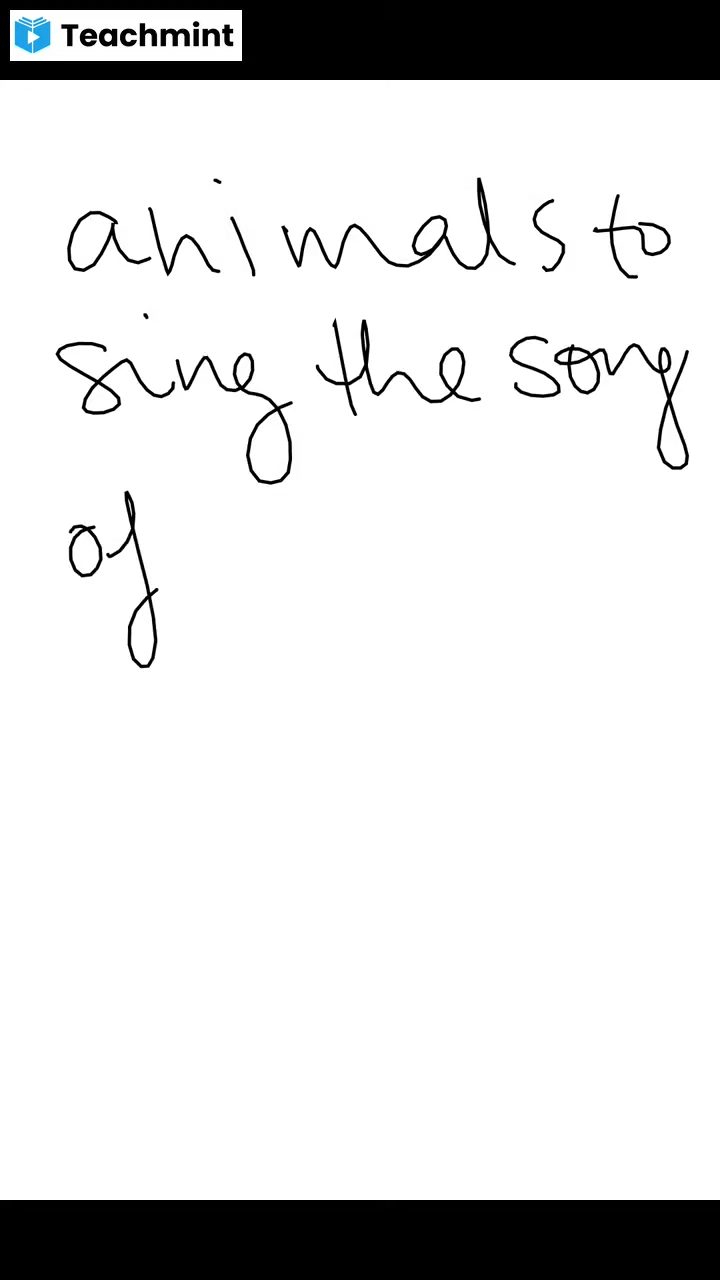 Teachmint
animals to
sing the song
of